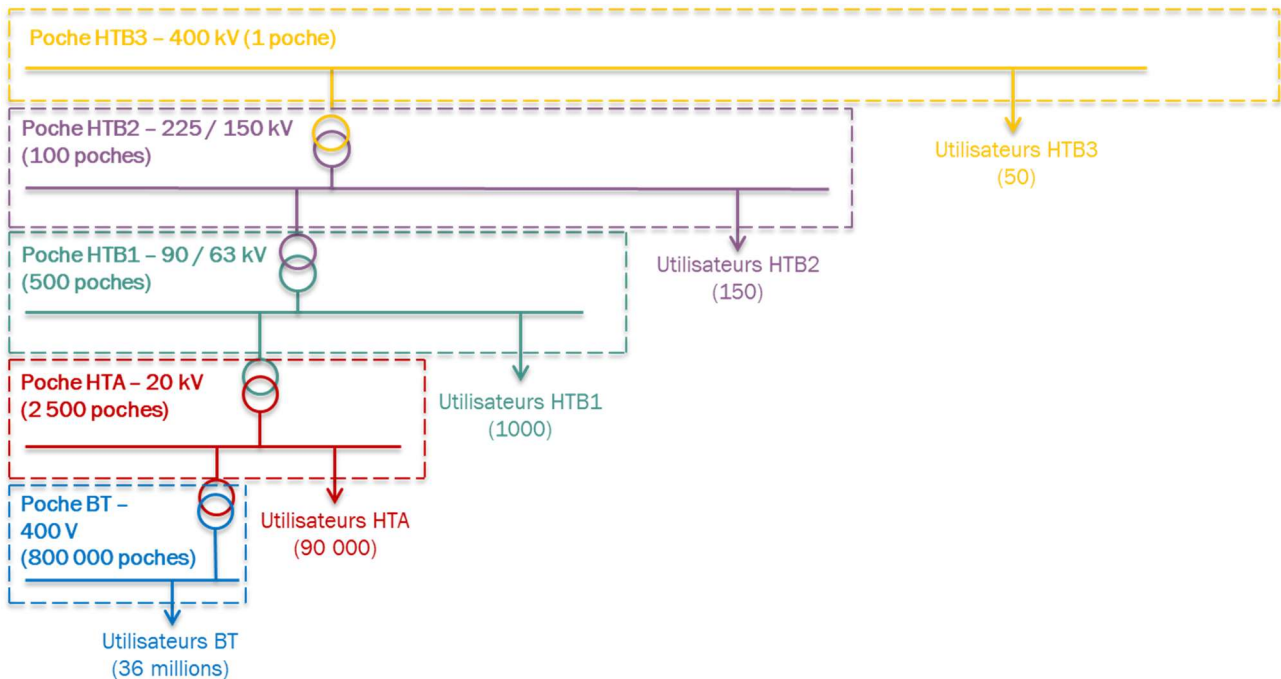 Poche HTB3 – 400 kV (1 poche)
Poche HTB2 – 225 / 150 kV
(100 poches)
Utilisateurs HTB3
(50)
Poche HTB1 – 90 / 63 kV
(500 poches)
Utilisateurs HTB2
(150)
Poche HTA – 20 kV
(2 500 poches)
Utilisateurs HTB1
(1000)
Poche BT –
400 V
(800 000 poches)
Utilisateurs HTA
(90 000)
Utilisateurs BT
(36 millions)